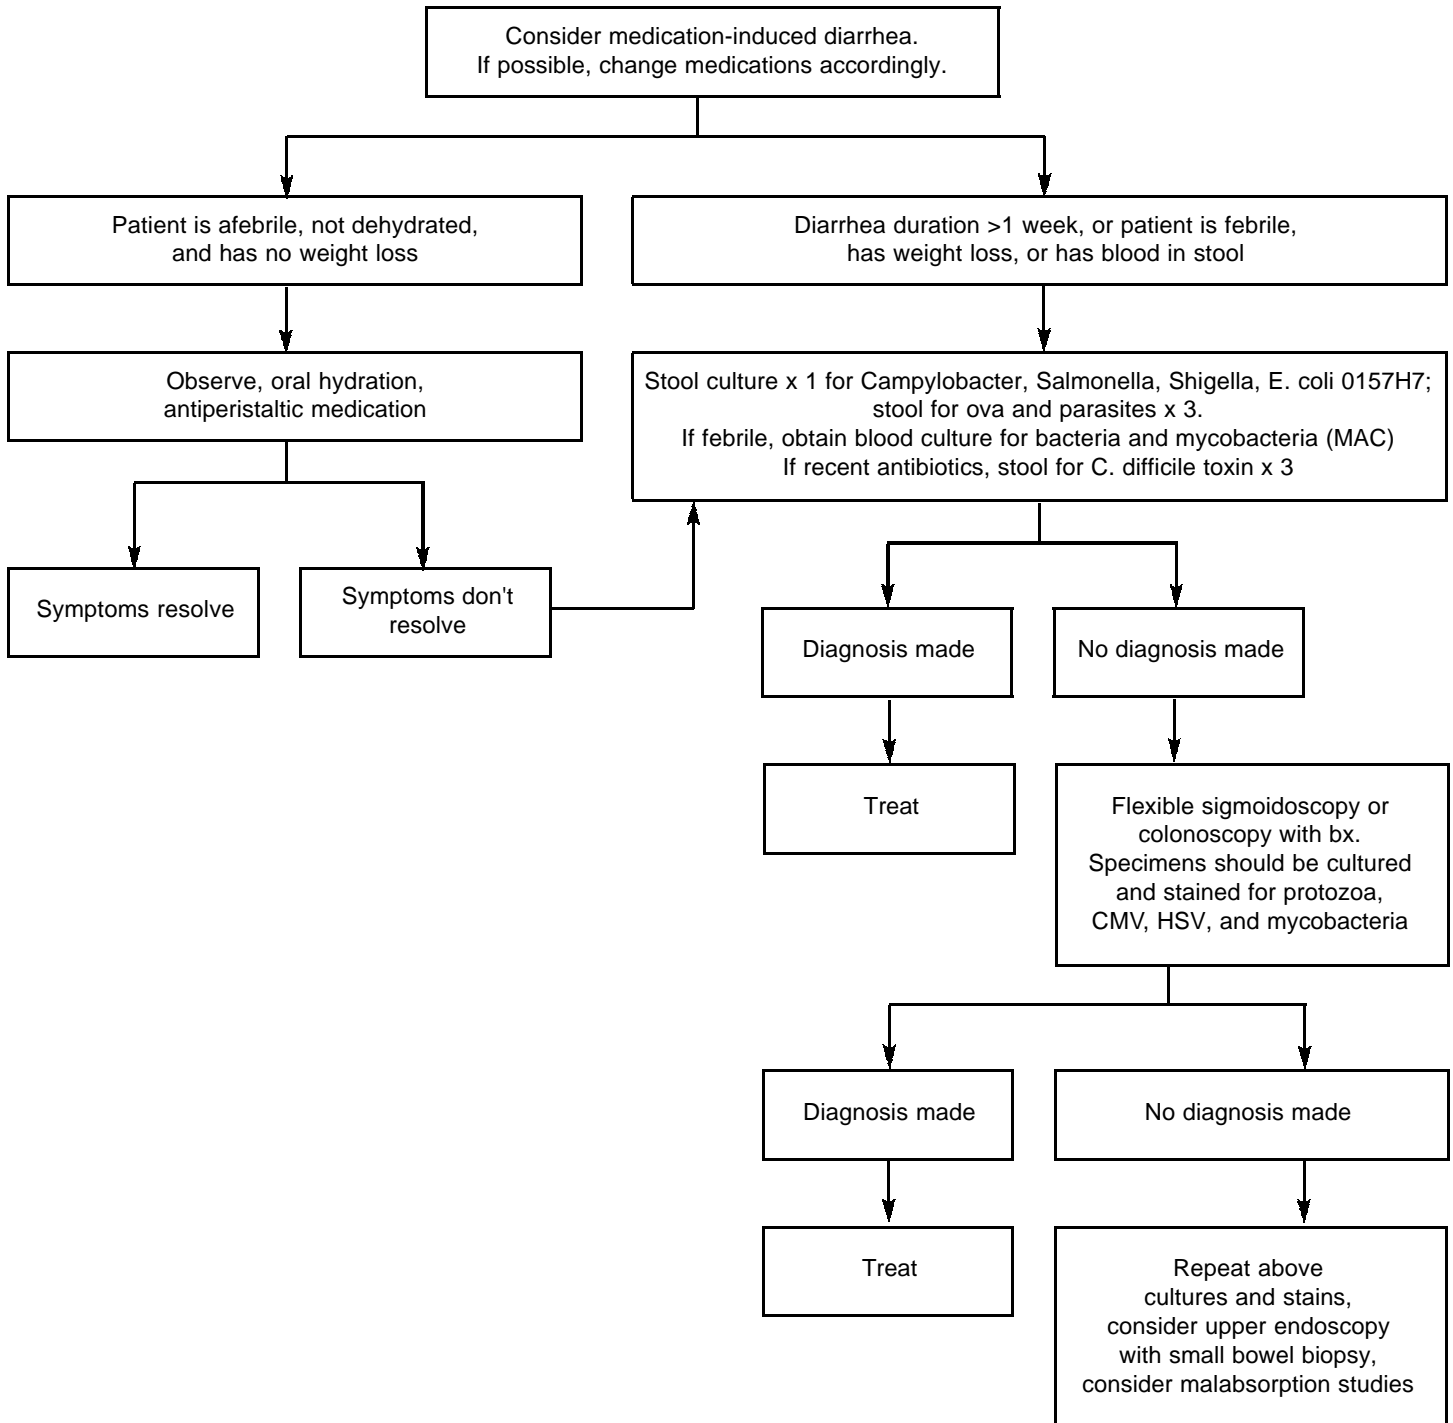 Consider medication-induced diarrhea.
If possible, change medications accordingly.
Patient is afebrile, not dehydrated,
and has no weight loss
Diarrhea duration >1 week, or patient is febrile,
has weight loss, or has blood in stool
Observe, oral hydration,
antiperistaltic medication
Stool culture x 1 for Campylobacter, Salmonella, Shigella, E. coli 0157H7;
stool for ova and parasites x 3.
If febrile, obtain blood culture for bacteria and mycobacteria (MAC)
If recent antibiotics, stool for C. difficile toxin x 3
Symptoms resolve
Symptoms don't
resolve
Diagnosis made
No diagnosis made
Treat
Flexible sigmoidoscopy or
colonoscopy with bx.
Specimens should be cultured
and stained for protozoa,
CMV, HSV, and mycobacteria
Diagnosis made
No diagnosis made
Treat
Repeat above
cultures and stains,
consider upper endoscopy
with small bowel biopsy,
consider malabsorption studies